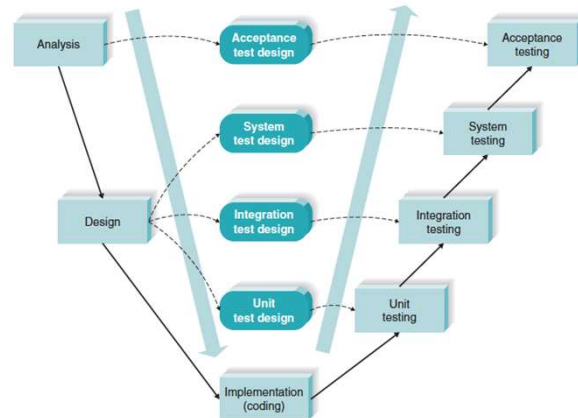 Analysis
Acceptance
test design
Acceptance
testing
System
test design
System
testing
Design
Integration
test design
Integration
testing
Unit
test design
Unit
testing
Implementation
(coding)